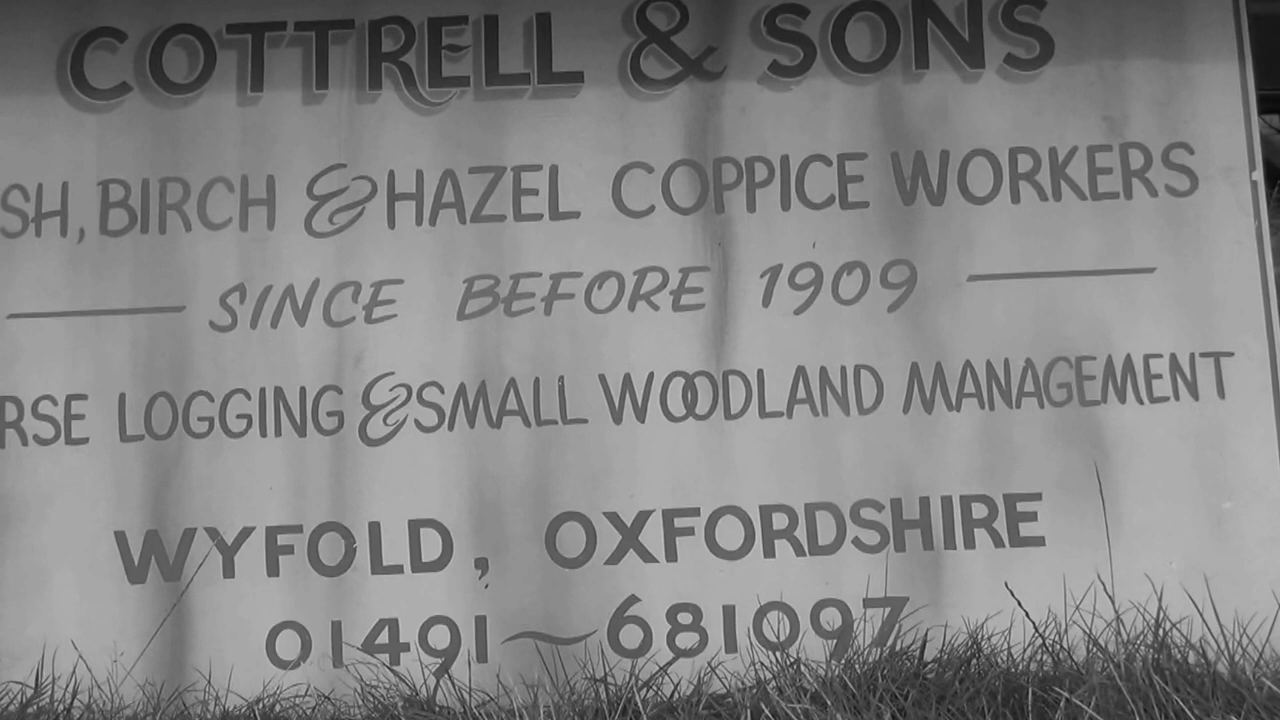 COTTRELL & SONS
SH, BIRCH & HAZEL COPPICE WORKERS
SINCE BEFORE 1909
RSE LOGGING & SMALL WOODLAND MANAGEMENT
WYFOLD, OXFORDSHIRE
01491~681097